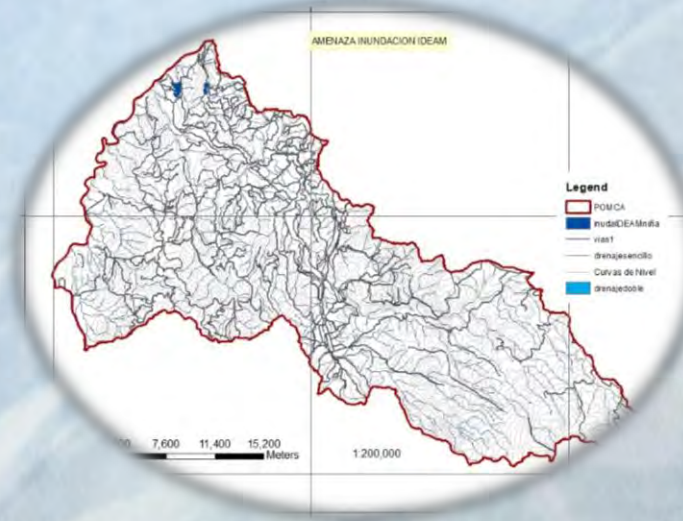 AMENAZA INUNDACION IDEAM
Legend
POMCA
inudaIDEAMniña
vias1
drenajesencillo
Curvas de Nivel
drenajedoble
7,600 11,400 15,200
Meters
1:200,000